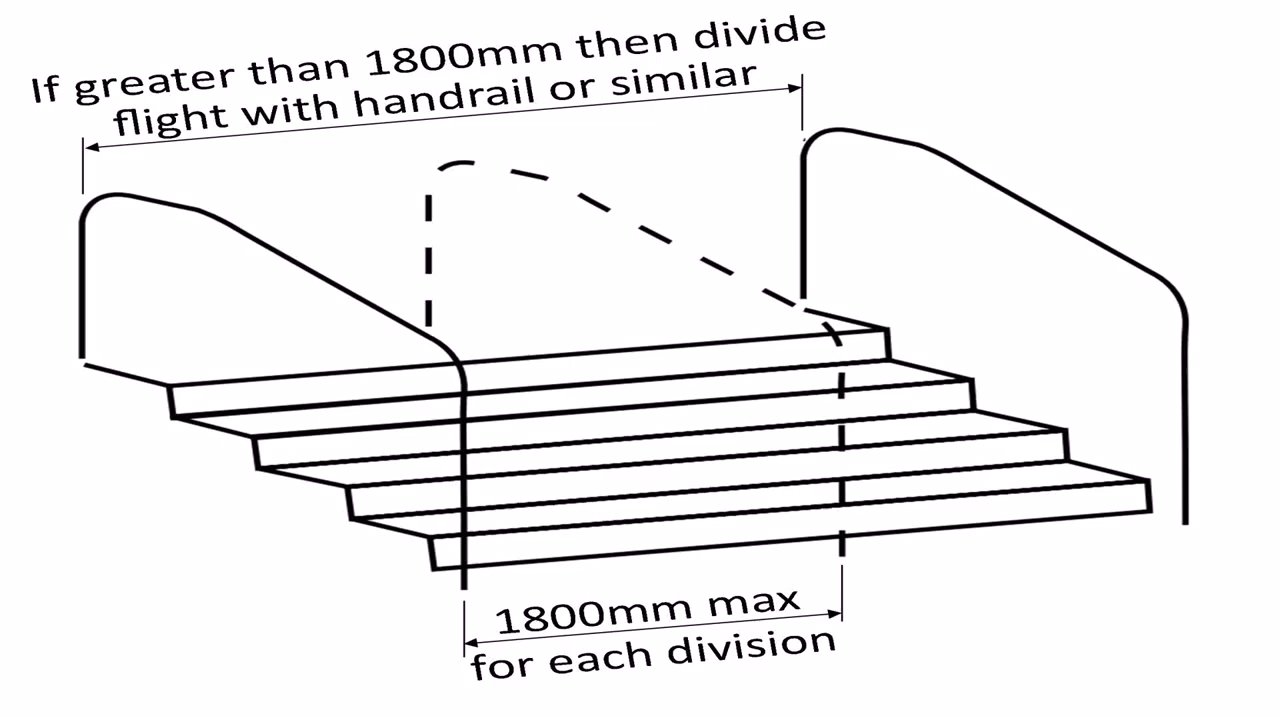 If greater than 1800mm then divide
flight with handrail or similar
1800mm max
for each division